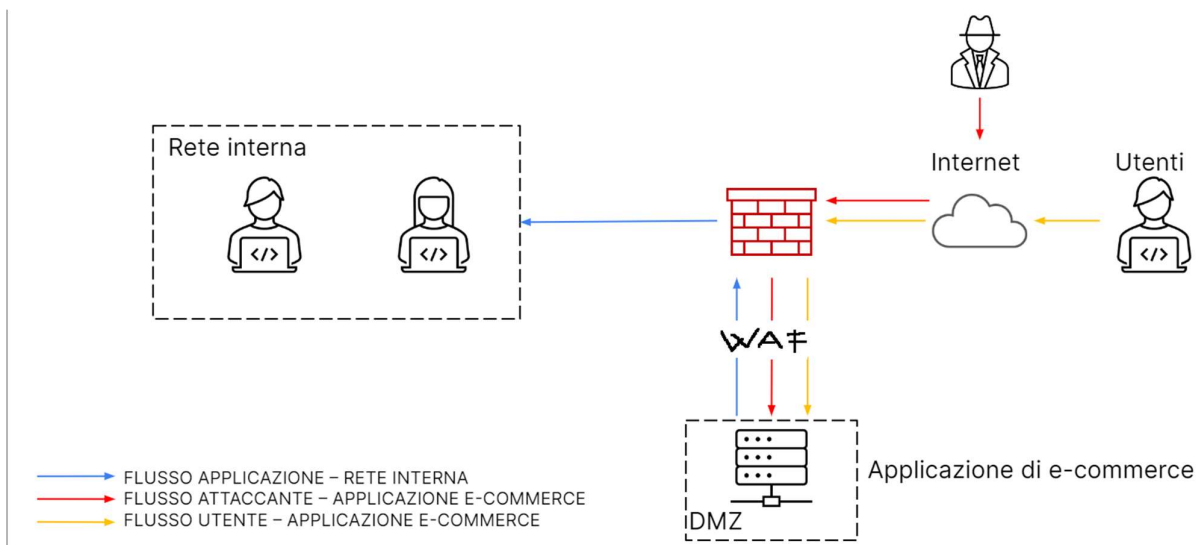 Internet
Utenti
Rete interna
</>
</>
</>
WAF
Applicazione di e-commerce
DMZ
FLUSSO APPLICAZIONE – RETE INTERNA
FLUSSO ATTACCANTE – APPLICAZIONE E-COMMERCE
FLUSSO UTENTE – APPLICAZIONE E-COMMERCE